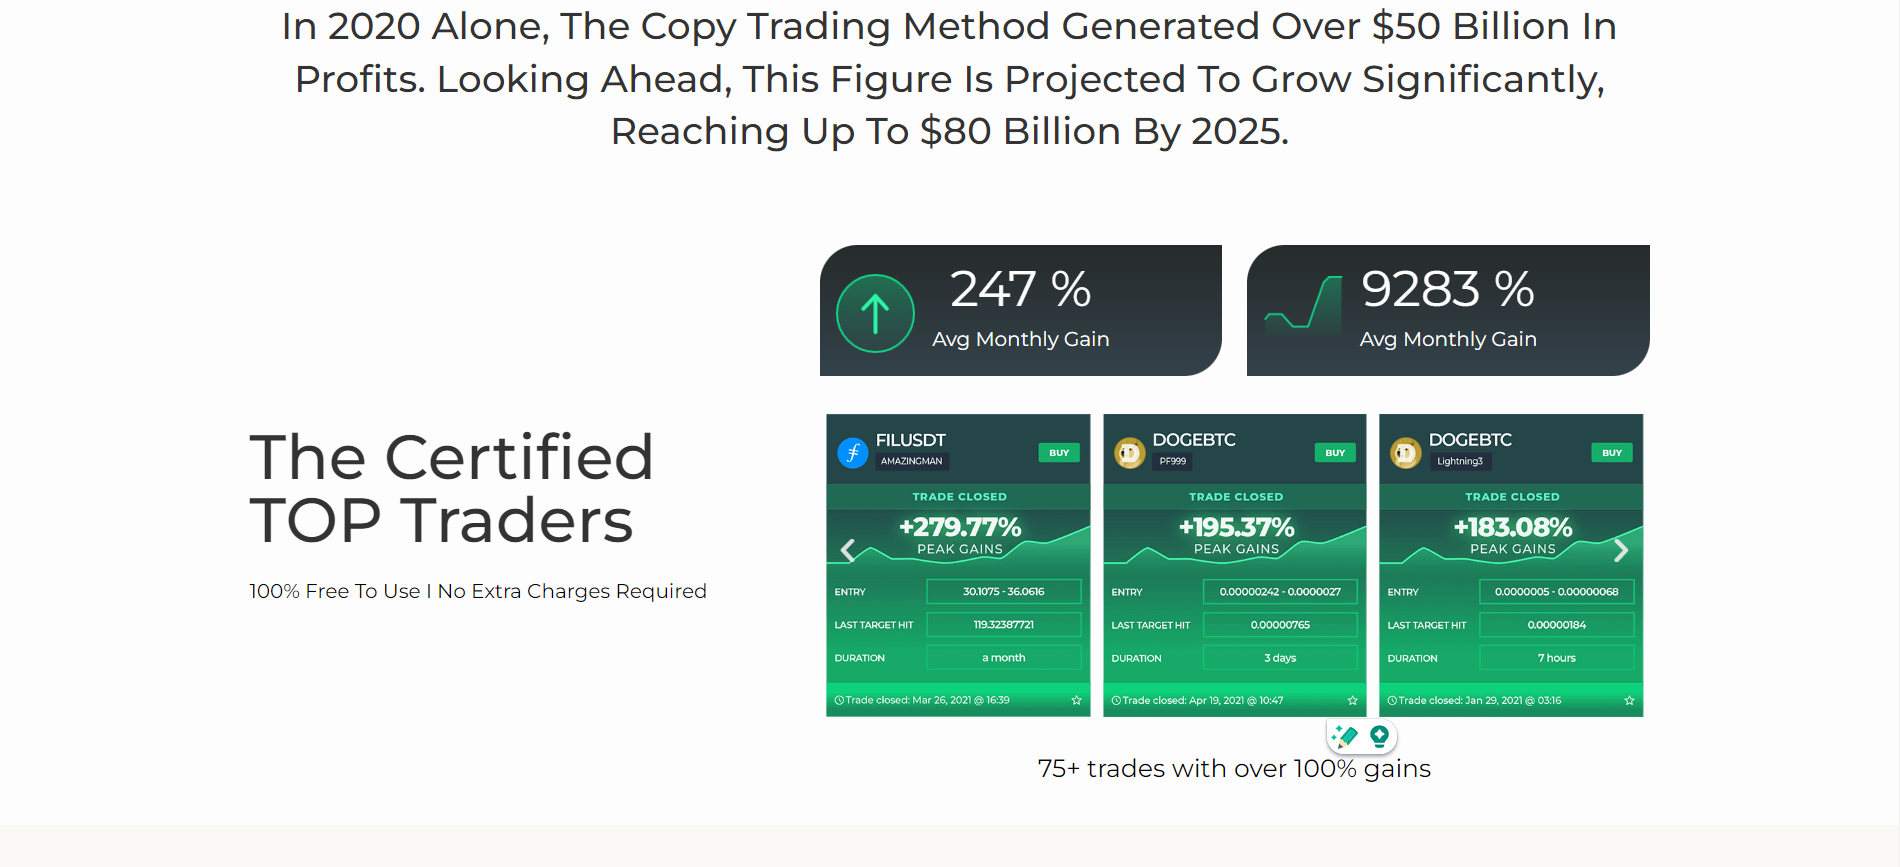 In 2020 Alone, The Copy Trading Method Generated Over $50 Billion In
Profits. Looking Ahead, This Figure Is Projected To Grow Significantly,
Reaching Up To $80 Billion By 2025.
247 %
Avg Monthly Gain
9283 %
Avg Monthly Gain
The Certified
TOP Traders
100% Free To Use I No Extra Charges Required
FILUSDT
AMAZINGMAN
BUY
TRADE CLOSED
+279.77%
PEAK GAINS
ENTRY
30.1075 - 36.0616
LAST TARGET HIT
119.32387721
DURATION
a month
Trade closed: Mar 26, 2021 @ 16:39
DOGEBTC
PF999
BUY
TRADE CLOSED
+195.37%
PEAK GAINS
ENTRY
0.00000242 - 0.0000027
LAST TARGET HIT
0.00000765
DURATION
3 days
Trade closed: Apr 19, 2021 @ 10:47
DOGEBTC
Lightning3
BUY
TRADE CLOSED
+183.08%
PEAK GAINS
ENTRY
0.0000005 - 0.00000068
LAST TARGET HIT
0.00000184
DURATION
7 hours
Trade closed: Jan 29, 2021 @ 03:16
75+ trades with over 100% gains